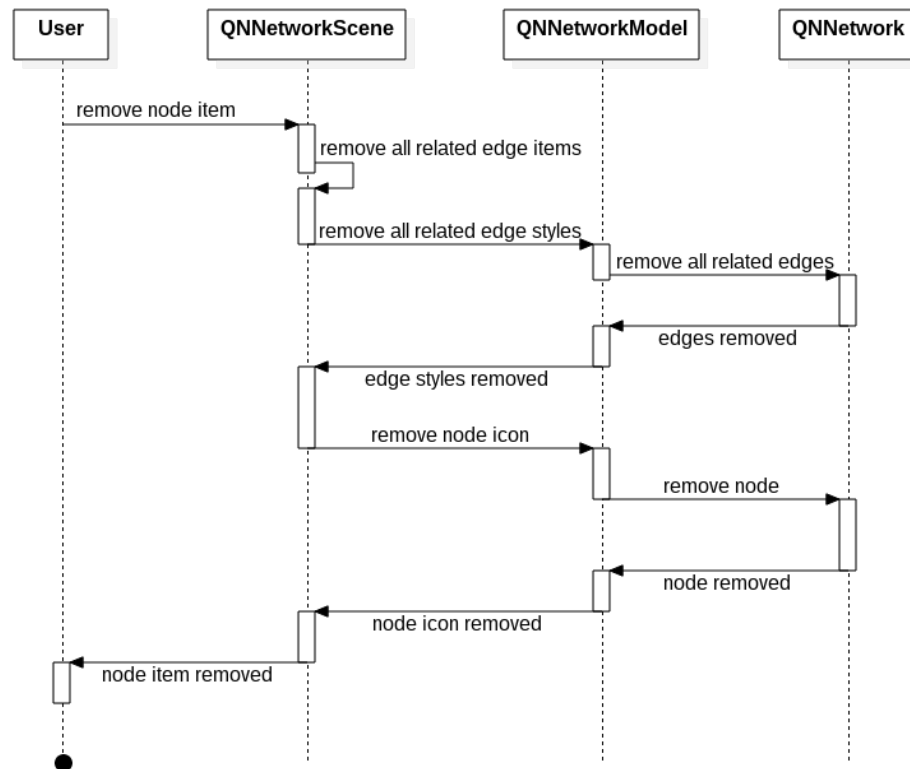 User
QNNetworkScene
QNNetworkModel
QNNetwork
remove node item
remove all related edge items
remove all related edge styles
remove all related edges
edges removed
edge styles removed
remove node icon
remove node
node removed
node icon removed
node item removed